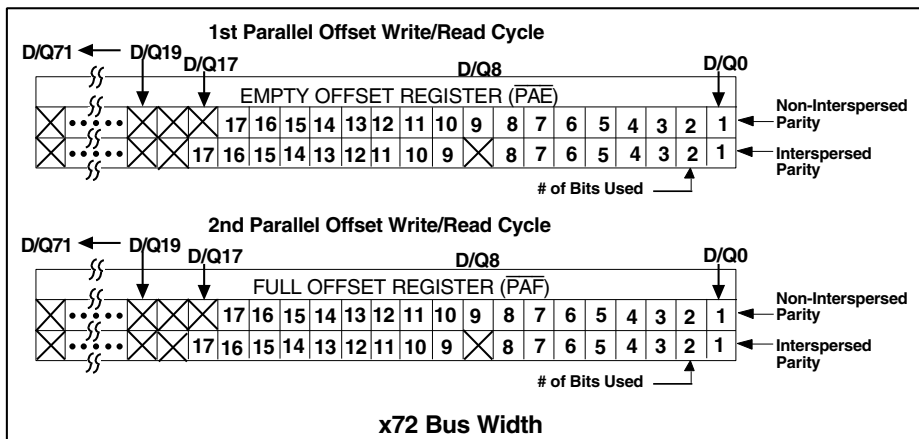 1st Parallel Offset Write/Read Cycle
D/Q71 D/Q19
D/Q17 D/Q8 D/Q0
EMPTY OFFSET REGISTER (PAE)
17 16 15 14 13 12 11 10 9 8 7 6 5 4 3 2 1 Non-Interspersed Parity
17 16 15 14 13 12 11 10 9 8 7 6 5 4 3 2 1 Interspersed Parity
# of Bits Used
2nd Parallel Offset Write/Read Cycle
D/Q71 D/Q19
D/Q17 D/Q8 D/Q0
FULL OFFSET REGISTER (PAF)
17 16 15 14 13 12 11 10 9 8 7 6 5 4 3 2 1 Non-Interspersed Parity
17 16 15 14 13 12 11 10 9 8 7 6 5 4 3 2 1 Interspersed Parity
# of Bits Used
x72 Bus Width